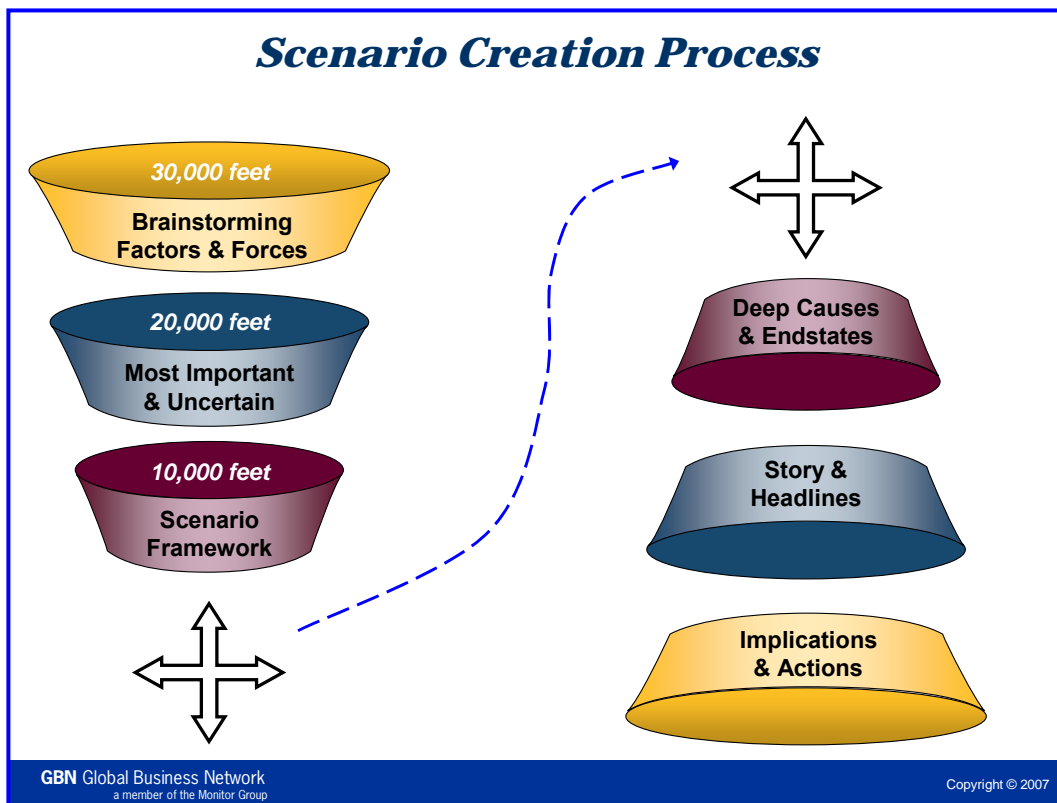 Scenario Creation Process
30,000 feet
Brainstorming
Factors & Forces
20,000 feet
Most Important
& Uncertain
10,000 feet
Scenario
Framework
Deep Causes
& Endstates
Story &
Headlines
Implications
& Actions
GBN Global Business Network
a member of the Monitor Group
Copyright © 2007